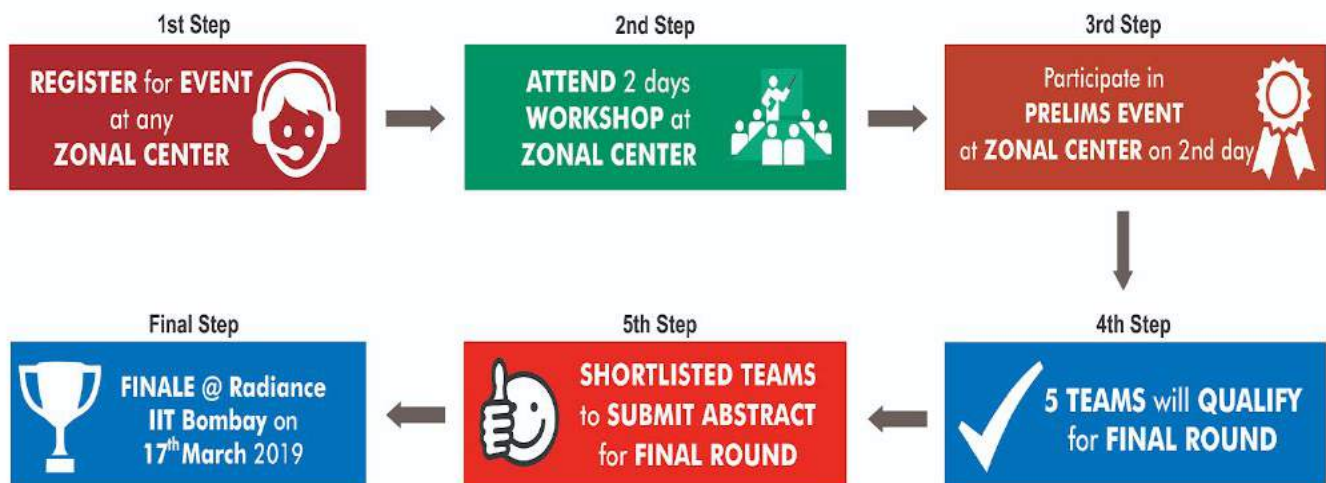 1st Step
REGISTER for EVENT
at any
ZONAL CENTER
2nd Step
ATTEND 2 days
WORKSHOP at
ZONAL CENTER
3rd Step
Participate in
PRELIMS EVENT
at ZONAL CENTER on 2nd day
4th Step
5 TEAMS will QUALIFY
for FINAL ROUND
5th Step
SHORTLISTED TEAMS
to SUBMIT ABSTRACT
for FINAL ROUND
Final Step
FINALE @ Radiance
IIT Bombay on
17th March 2019